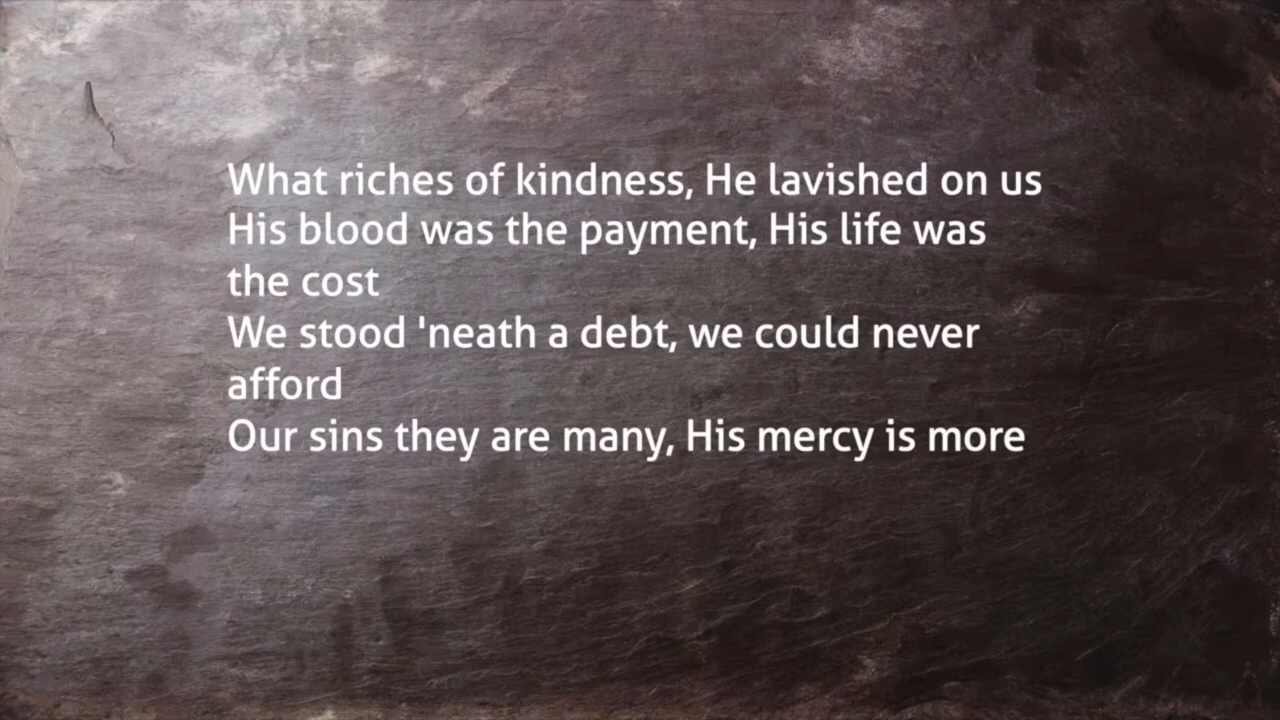 What riches of kindness, He lavished on us
His blood was the payment, His life was
the cost
We stood 'neath a debt, we could never
afford
Our sins they are many, His mercy is more